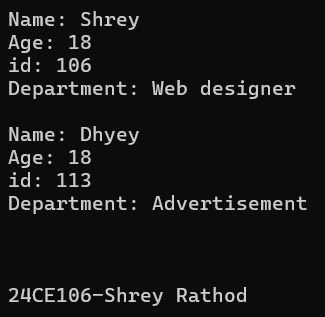 Name: Shrey
Age: 18
id: 106
Department: Web designer
Name: Dhyey
Age: 18
id: 113
Department: Advertisement
24CE106-Shrey Rathod